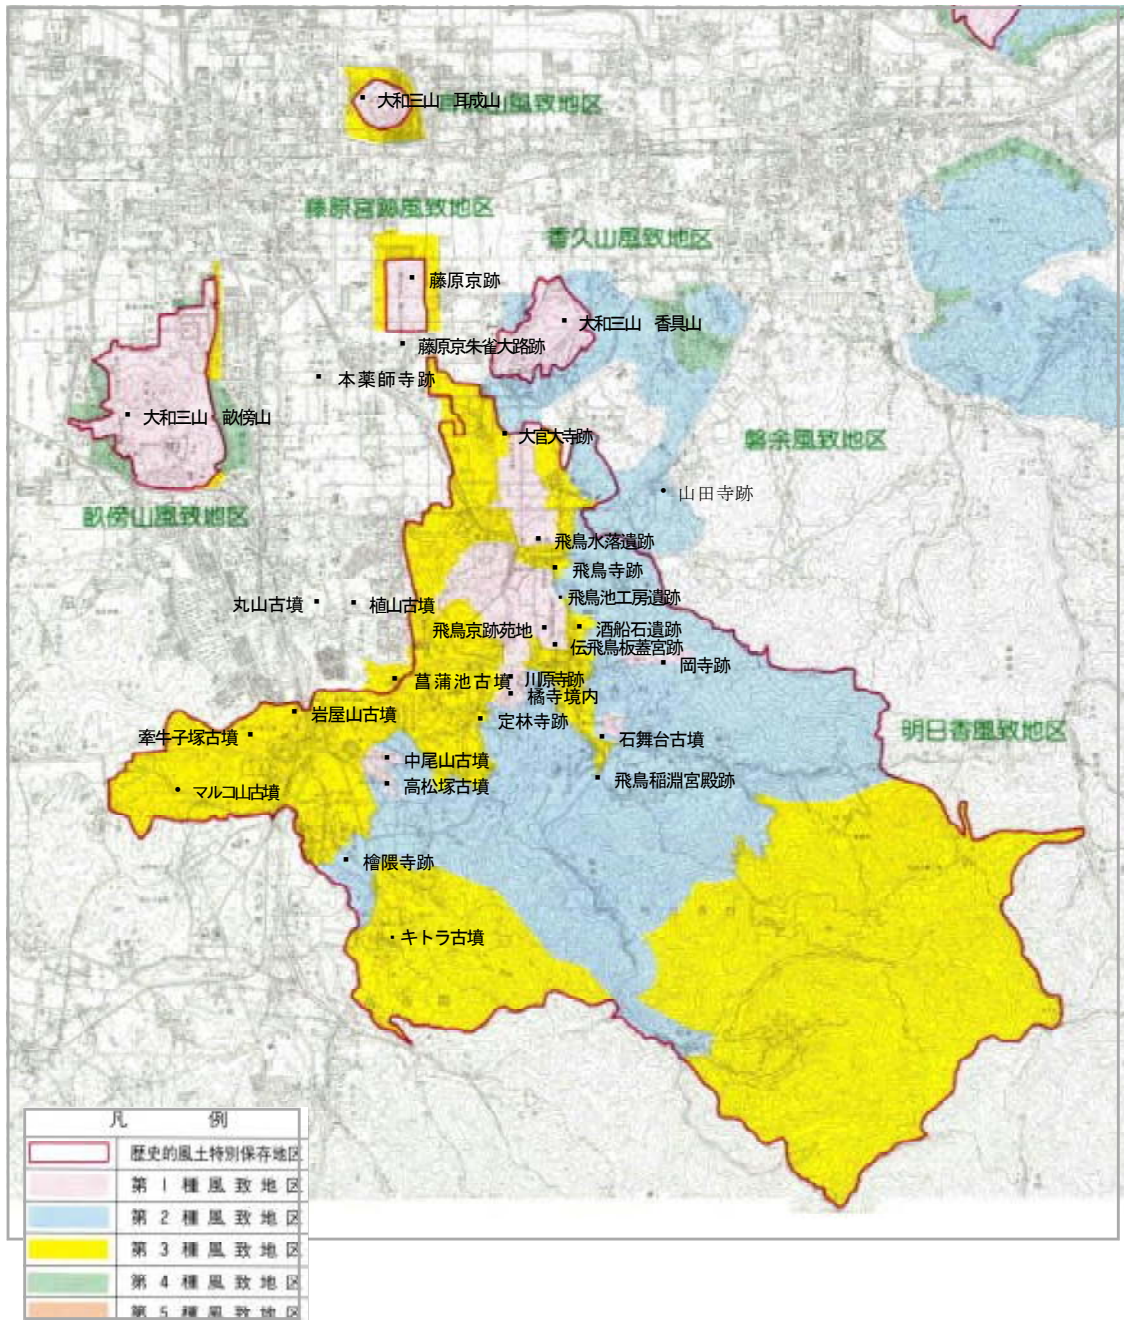 大和三山 耳成山
耳成山風致地区
藤原宮跡風致地区
香久山風致地区
藤原京跡
大和三山 香具山
藤原京朱雀大路跡
本薬師寺跡
大和三山 畝傍山
大官大寺跡
磐余風致地区
山田寺跡
畝傍山風致地区
飛鳥水落遺跡
飛鳥寺跡
丸山古墳
植山古墳
飛鳥池工房遺跡
飛鳥京跡苑地
酒船石遺跡
伝飛鳥板蓋宮跡
岡寺跡
菖蒲池古墳
川原寺跡
橘寺境内
岩屋山古墳
定林寺跡
牽牛子塚古墳
石舞台古墳
明日香風致地区
中尾山古墳
飛鳥稲淵宮殿跡
高松塚古墳
マルコ山古墳
檜隈寺跡
キトラ古墳
凡 例
歴史的風土特別保存地区
第 1 種 風 致 地 区
第 2 種 風 致 地 区
第 3 種 風 致 地 区
第 4 種 風 致 地 区
第 5 種 風 致 地 区